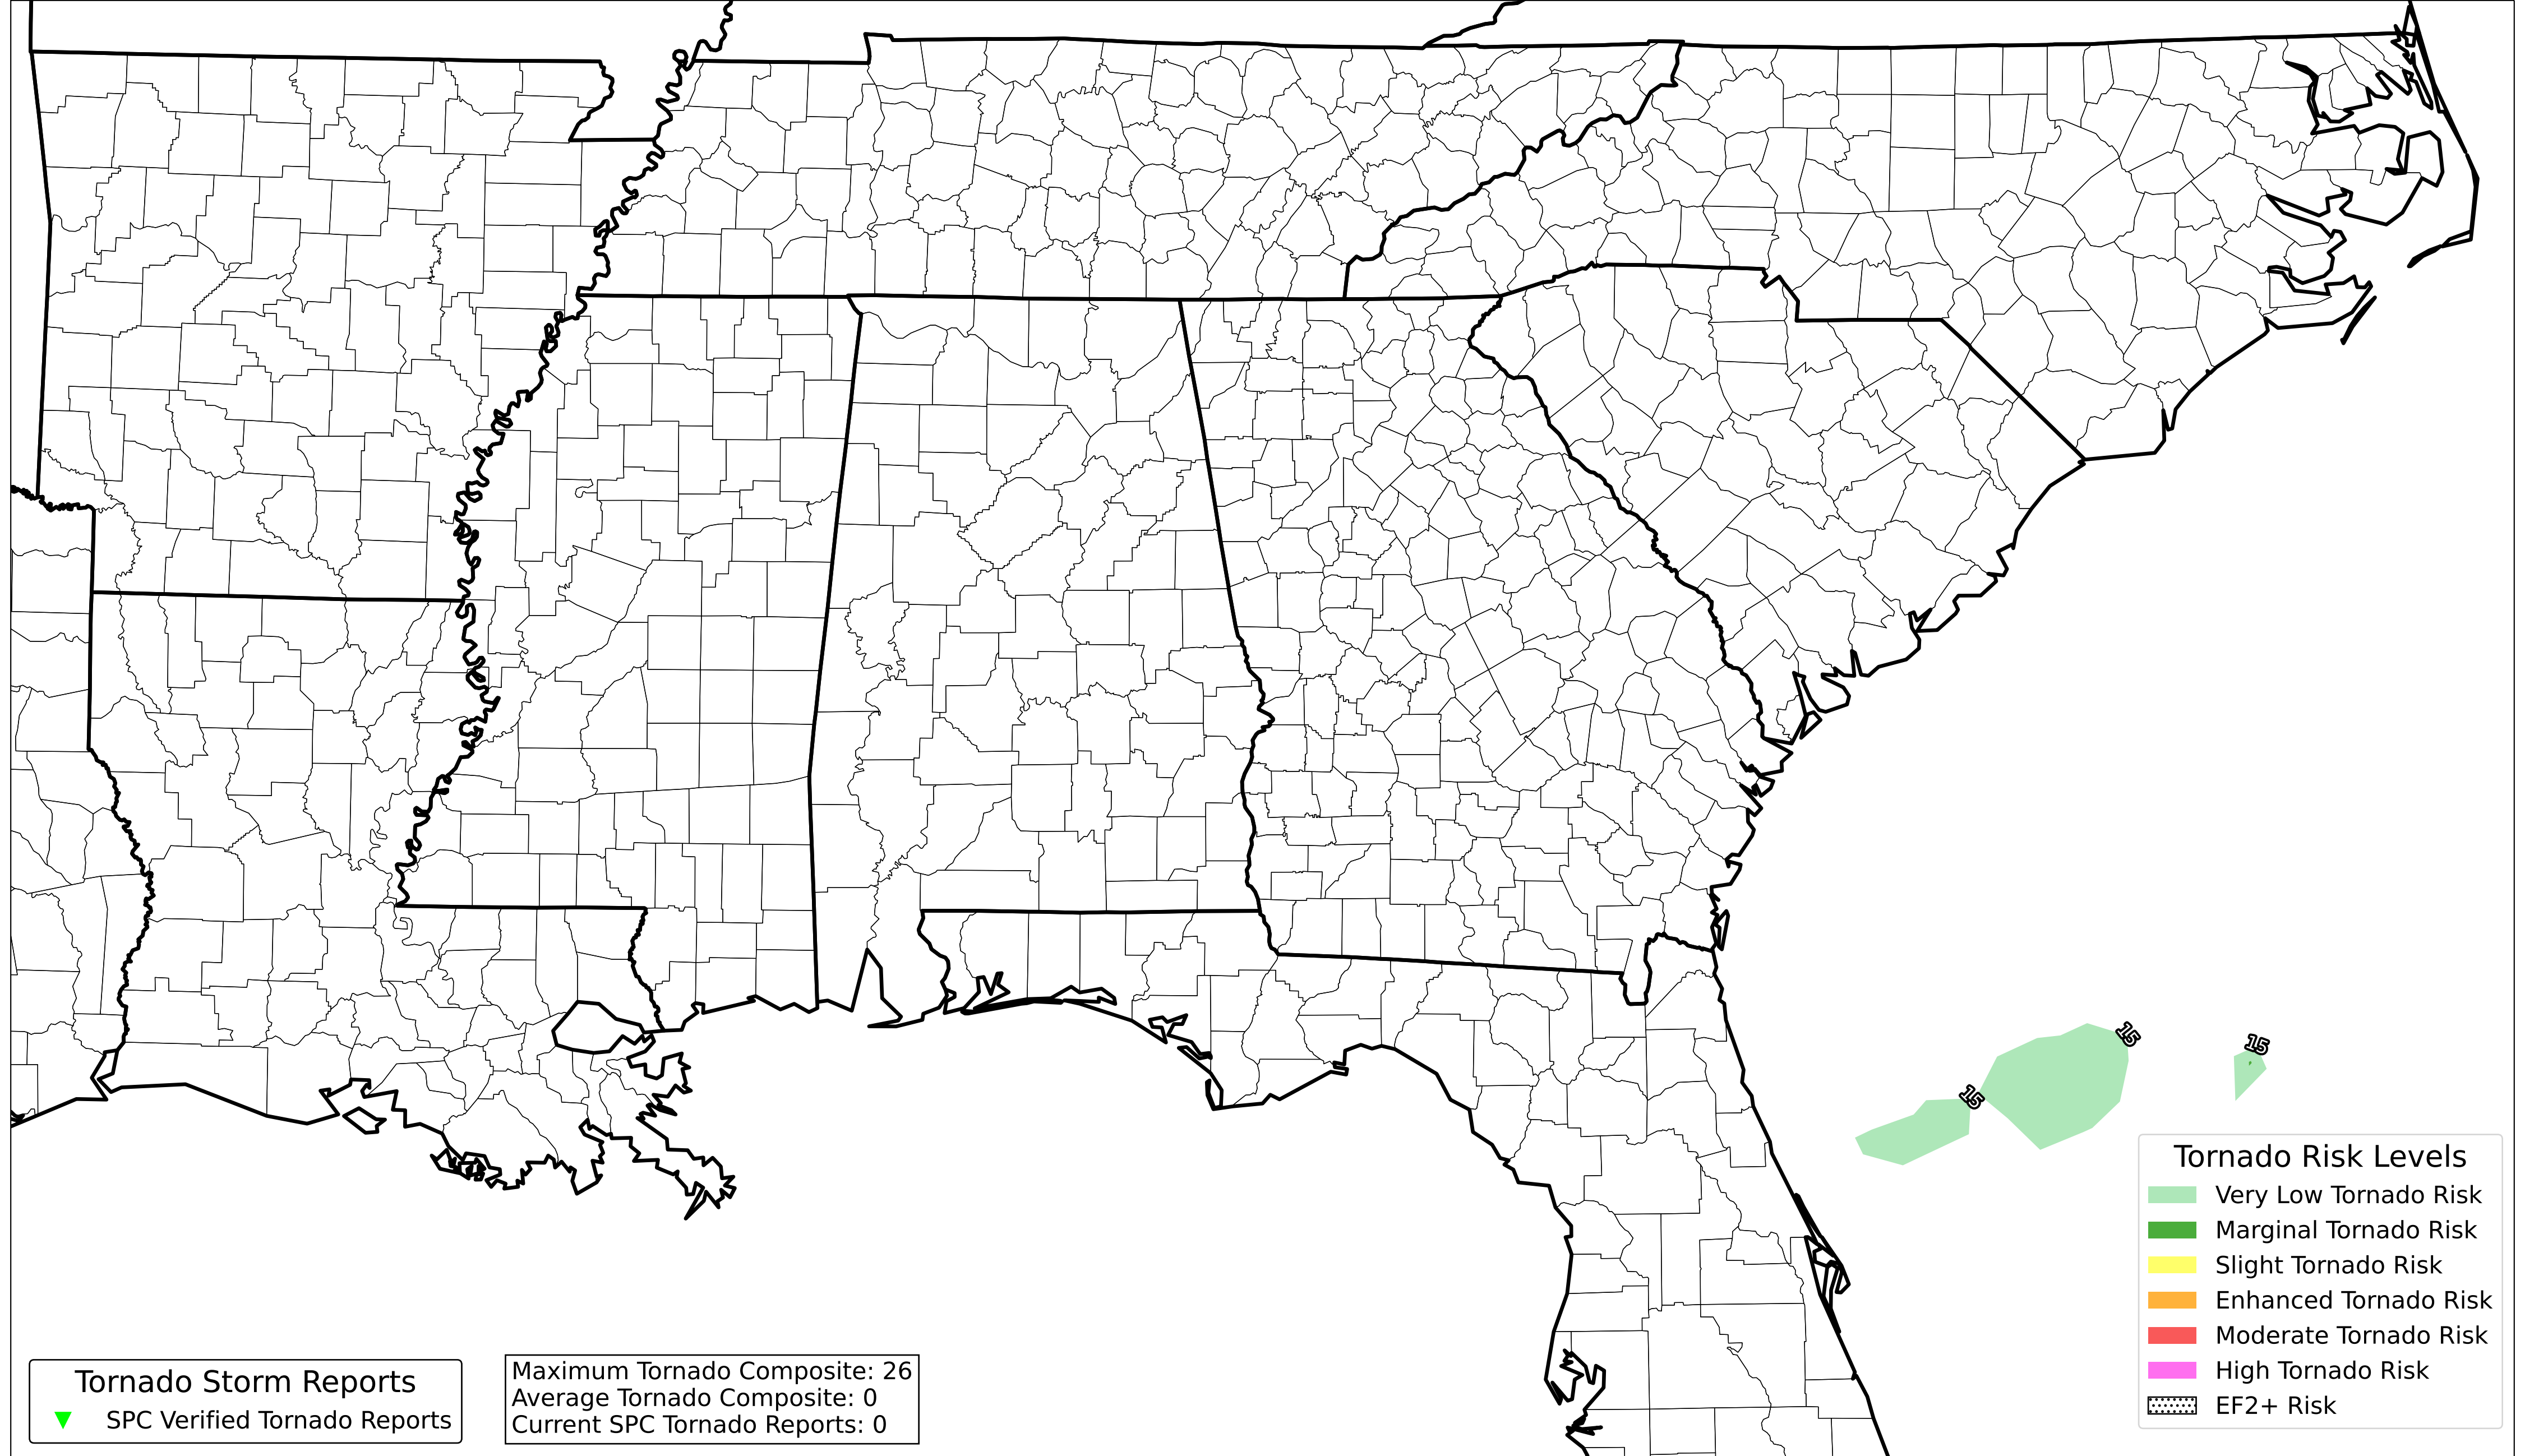 15
15
15
Tornado Risk Levels
Very Low Tornado Risk
Marginal Tornado Risk
Slight Tornado Risk
Enhanced Tornado Risk
Moderate Tornado Risk
High Tornado Risk
EF2+ Risk
Tornado Storm Reports
SPC Verified Tornado Reports
Maximum Tornado Composite: 26
Average Tornado Composite: 0
Current SPC Tornado Reports: 0